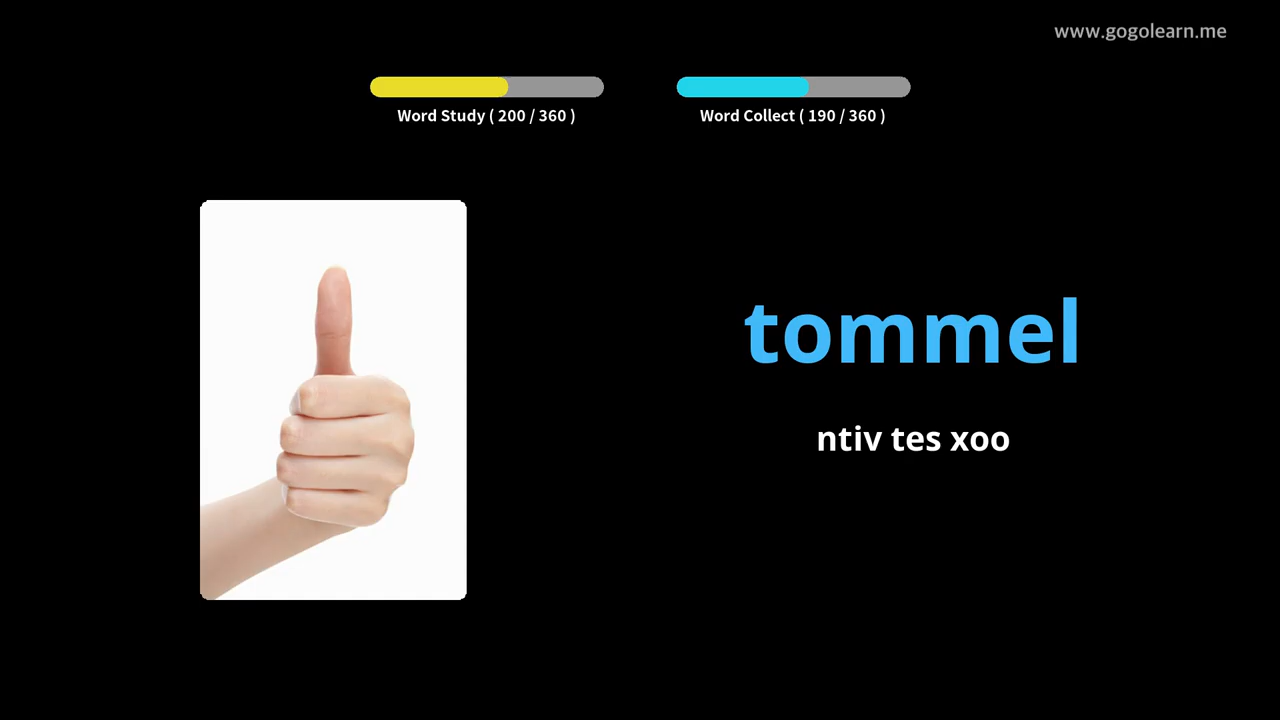 www.gogolearn.me
Word Study ( 200 / 360 )
Word Collect ( 190 / 360 )
tommel
ntiv tes xoo